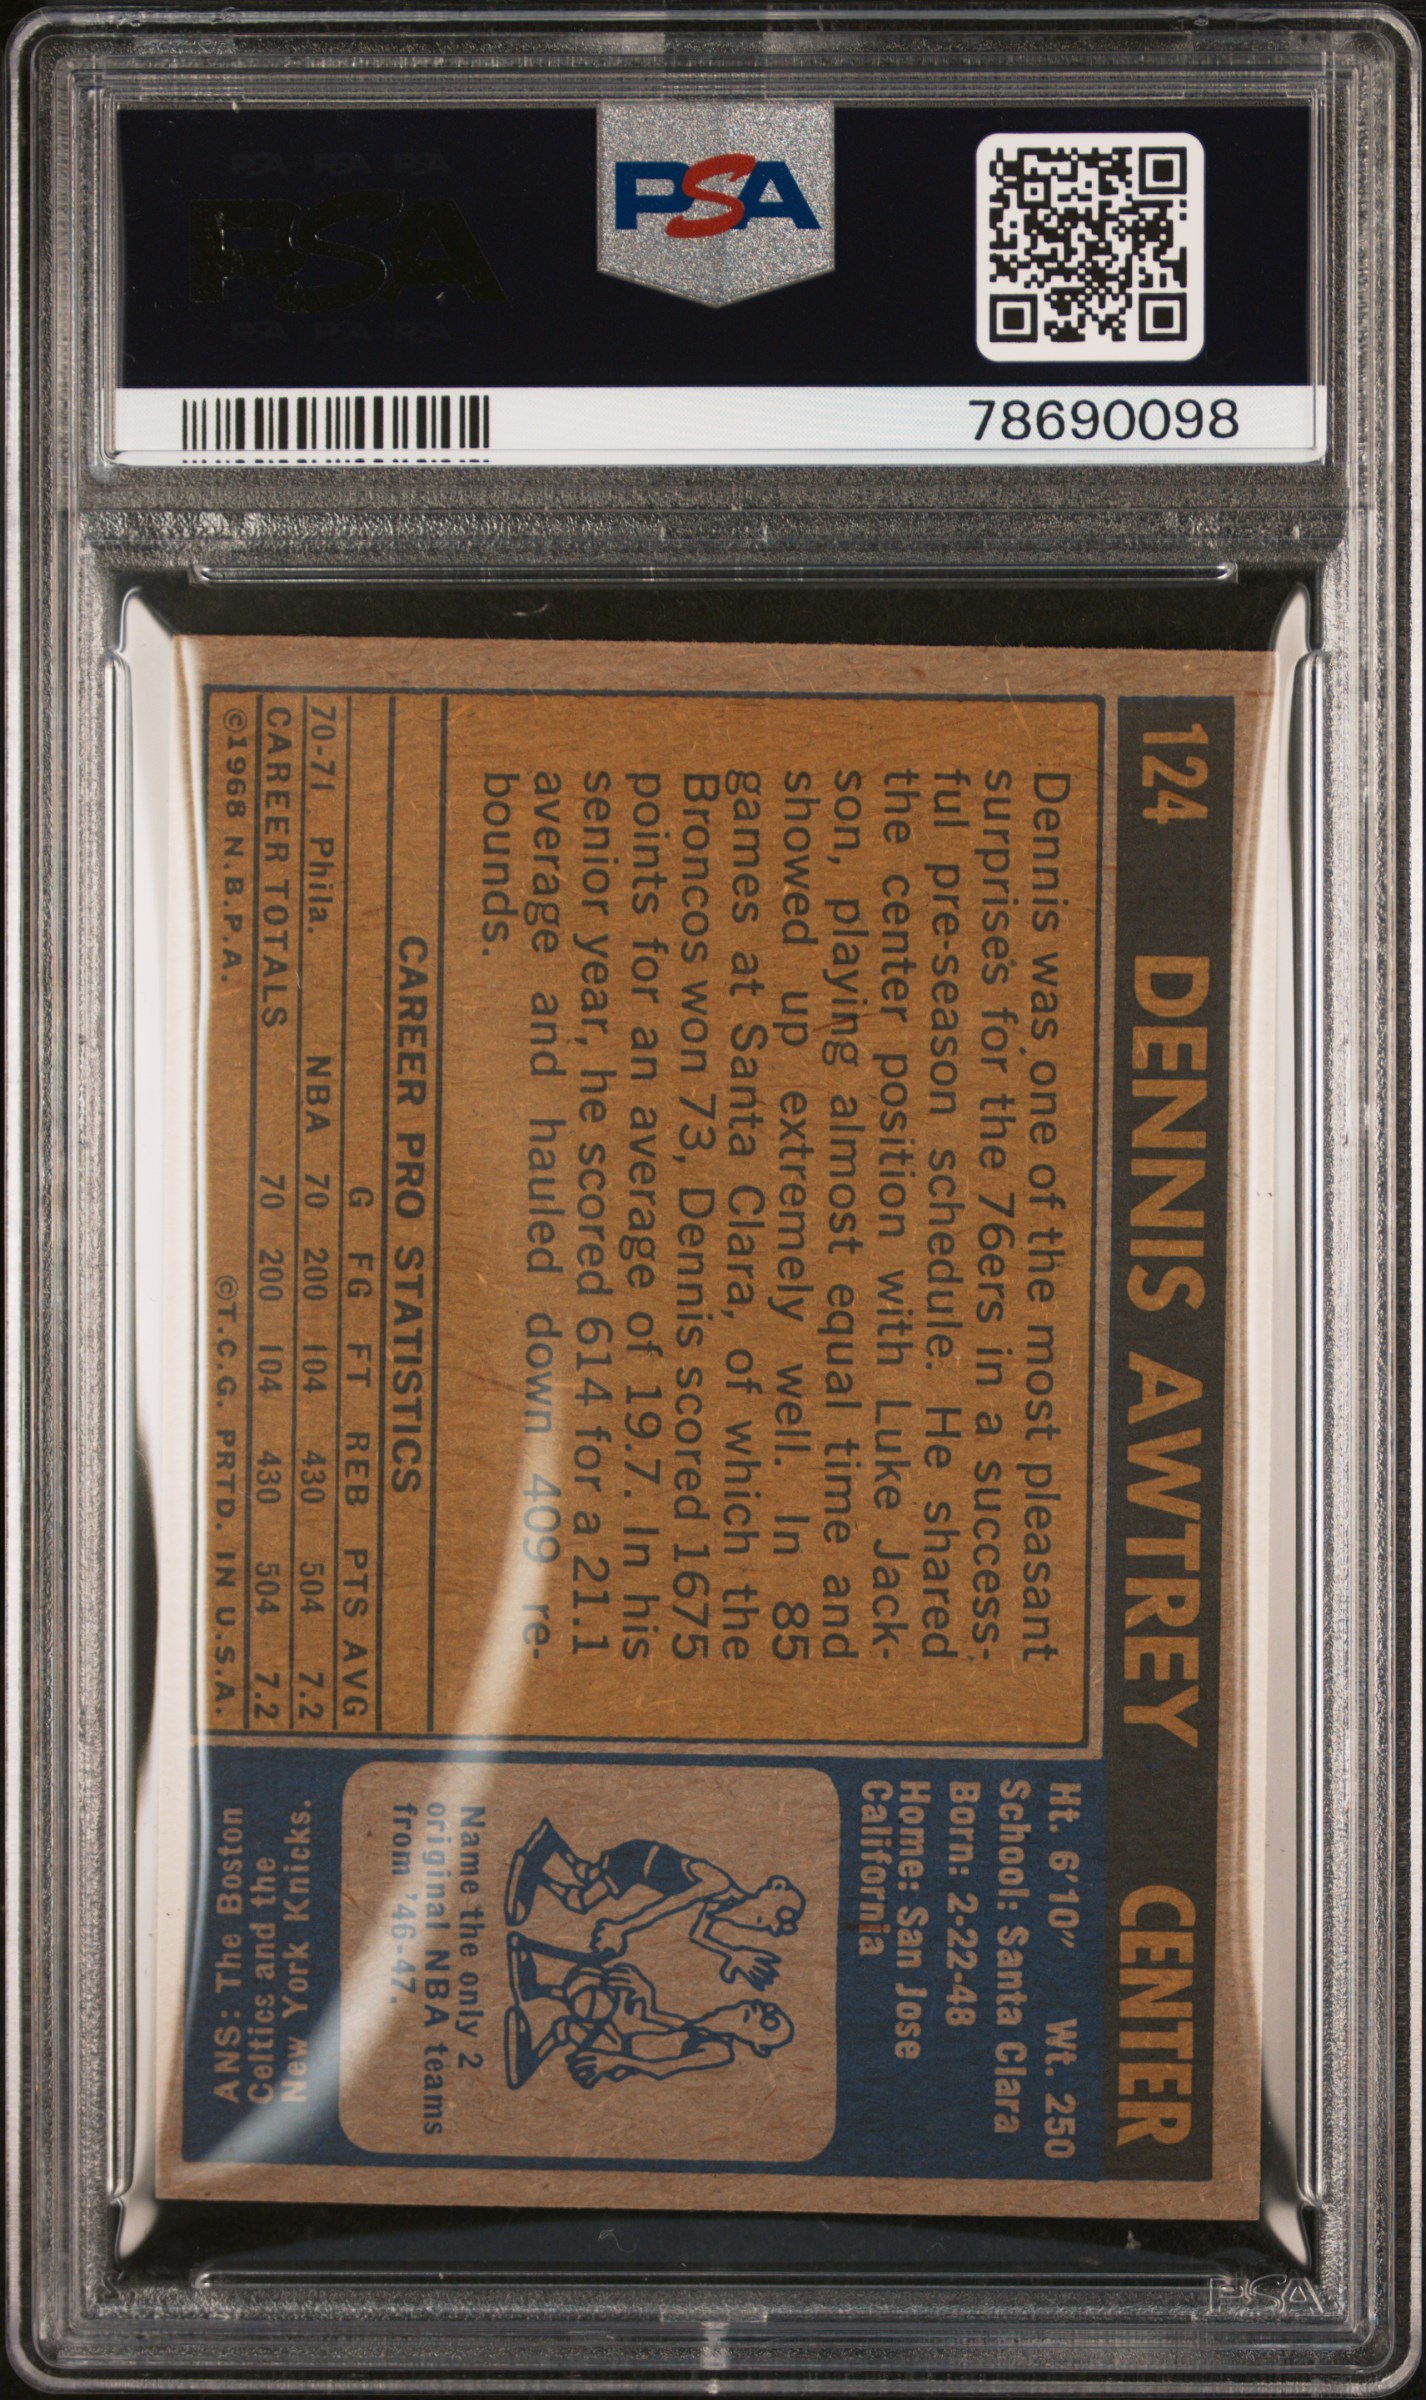 PSA
PSA PSA PSA
PSA
PSA PSA PSA
78690098
124 DENNIS AWTREY CENTER
Dennis was one of the most pleasant
surprises for the 76ers in a success-
ful pre-season schedule. He shared
the center position with Luke Jack-
son, playing almost equal time and
showed up extremely well. In 85
games at Santa Clara, of which the
Broncos won 73, Dennis scored 1675
points for an average of 19.7. In his
senior year, he scored 614 for a 21.1
average and hauled down 409 re-
bounds.
CAREER PRO STATISTICS
G FG FT REB PTS AVG
70-71 Phila. NBA 70 200 104 430 504 7.2
CAREER TOTALS 70 200 104 430 504 7.2
©1968 N.B.P.A. ©T.C.G. PRTD. IN U.S.A.
Ht. 6'10" Wt. 250
School: Santa Clara
Born: 2-22-48
Home: San Jose
California
Name the only 2
original NBA teams
from '46-47.
ANS: The Boston
Celtics and the
New York Knicks.
PSA